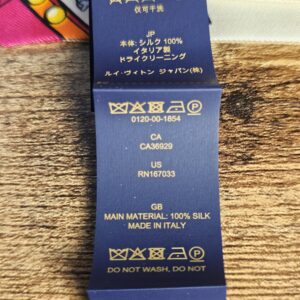 仅可干洗
JP
本体: シルク 100%
イタリア製
ドライクリーニング
ルイ・ヴィトン ジャパン(株)
0120-00-1854
CA
CA36929
US
RN167033
GB
MAIN MATERIAL: 100% SILK
MADE IN ITALY
DO NOT WASH, DO NOT